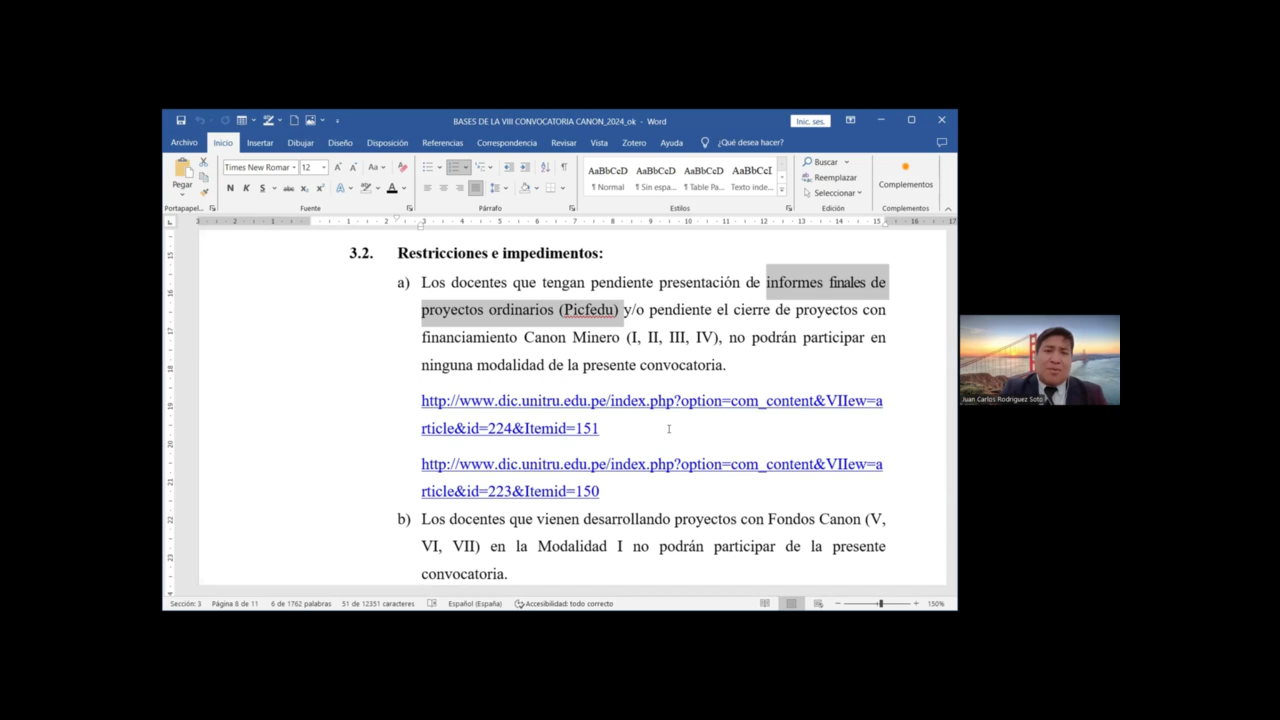 BASES DE LA VIII CONVOCATORIA CANON_2024_ok - Word
Inic. ses.
Archivo Inicio Insertar Dibujar Diseño Disposición Referencias Correspondencia Revisar Vista Zotero Ayuda ¿Qué desea hacer?
Pegar
Times New Romar 12
Aa
N K S abc x₂ x²
AaBbCcD AaBbCcD AaBbCcD AaBbCcI
¶ Normal ¶ Sin espa... ¶ Table Pa... Texto inde...
Buscar
Reemplazar
Seleccionar
Complementos
Portapapel... Fuente Párrafo Estilos Edición Complementos
3.2. Restricciones e impedimentos:
a) Los docentes que tengan pendiente presentación de informes finales de
proyectos ordinarios (Picfedu) y/o pendiente el cierre de proyectos con
financiamiento Canon Minero (I, II, III, IV), no podrán participar en
ninguna modalidad de la presente convocatoria.
http://www.dic.unitru.edu.pe/index.php?option=com_content&VIIew=a
rticle&id=224&Itemid=151
http://www.dic.unitru.edu.pe/index.php?option=com_content&VIIew=a
rticle&id=223&Itemid=150
b) Los docentes que vienen desarrollando proyectos con Fondos Canon (V,
VI, VII) en la Modalidad I no podrán participar de la presente
convocatoria.
Sección: 3 Página 8 de 11 6 de 1762 palabras 51 de 12351 caracteres Español (España) Accesibilidad: todo correcto 150%
Juan Carlos Rodriguez Soto